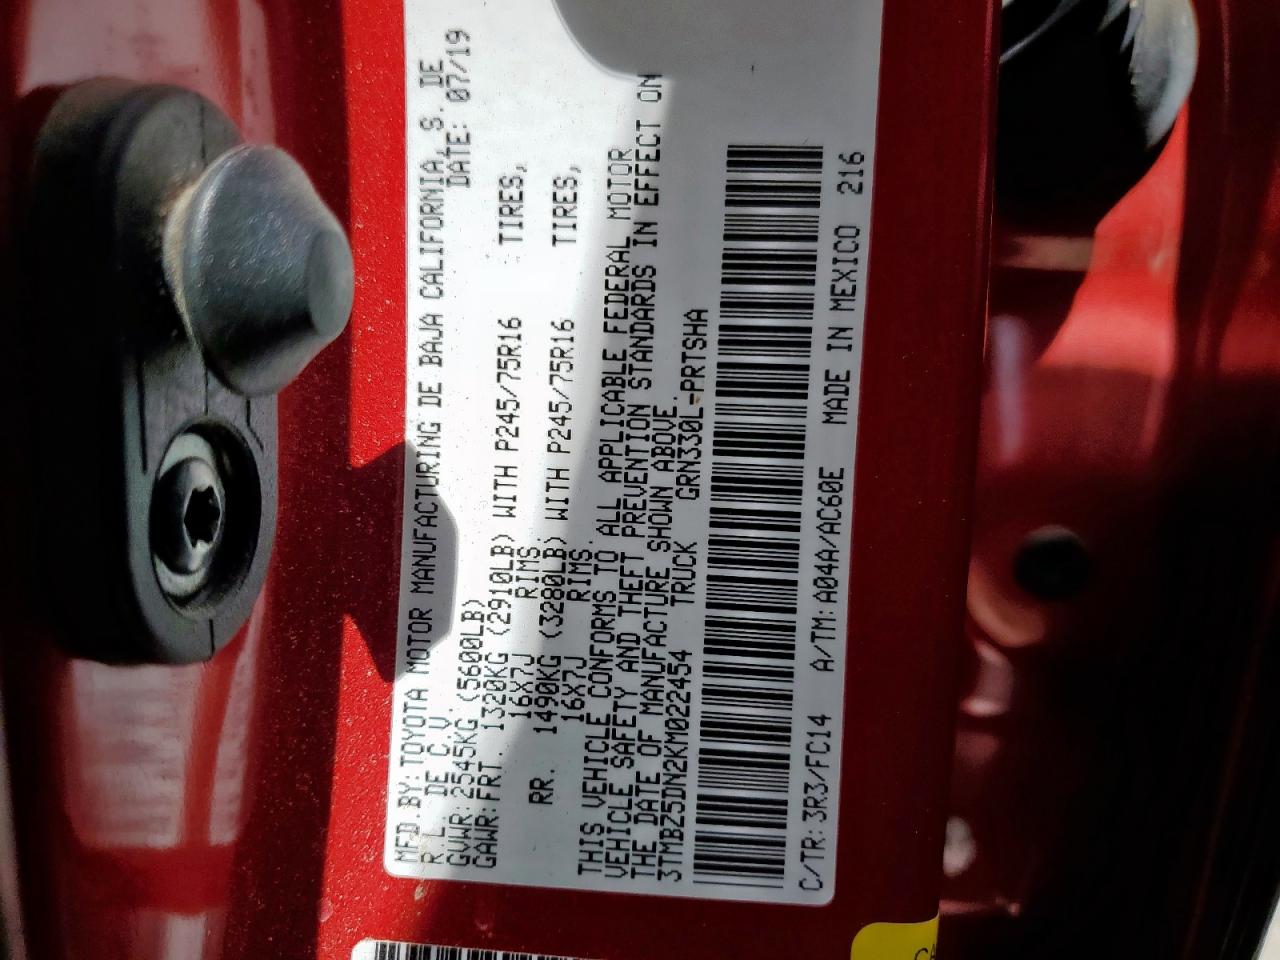 MFD.BY:TOYOTA MOTOR MANUFACTURING DE BAJA CALIFORNIA,S. DE
R.L. DE C.V. DATE: 07/19
GVWR: 2545KG (5600LB)
GAWR:FRT. 1320KG (2910LB) WITH P245/75R16 TIRES,
16X7J RIMS.
RR. 1490KG (3280LB) WITH P245/75R16 TIRES,
16X7J RIMS.
THIS VEHICLE CONFORMS TO ALL APPLICABLE FEDERAL MOTOR
VEHICLE SAFETY AND THEFT PREVENTION STANDARDS IN EFFECT ON
THE DATE OF MANUFACTURE SHOWN ABOVE.
3TMBZ5DN2KM022454 TRUCK GRN330L-PRTSHA
C/TR:3R3/FC14 A/TM:A04A/AC60E MADE IN MEXICO 216